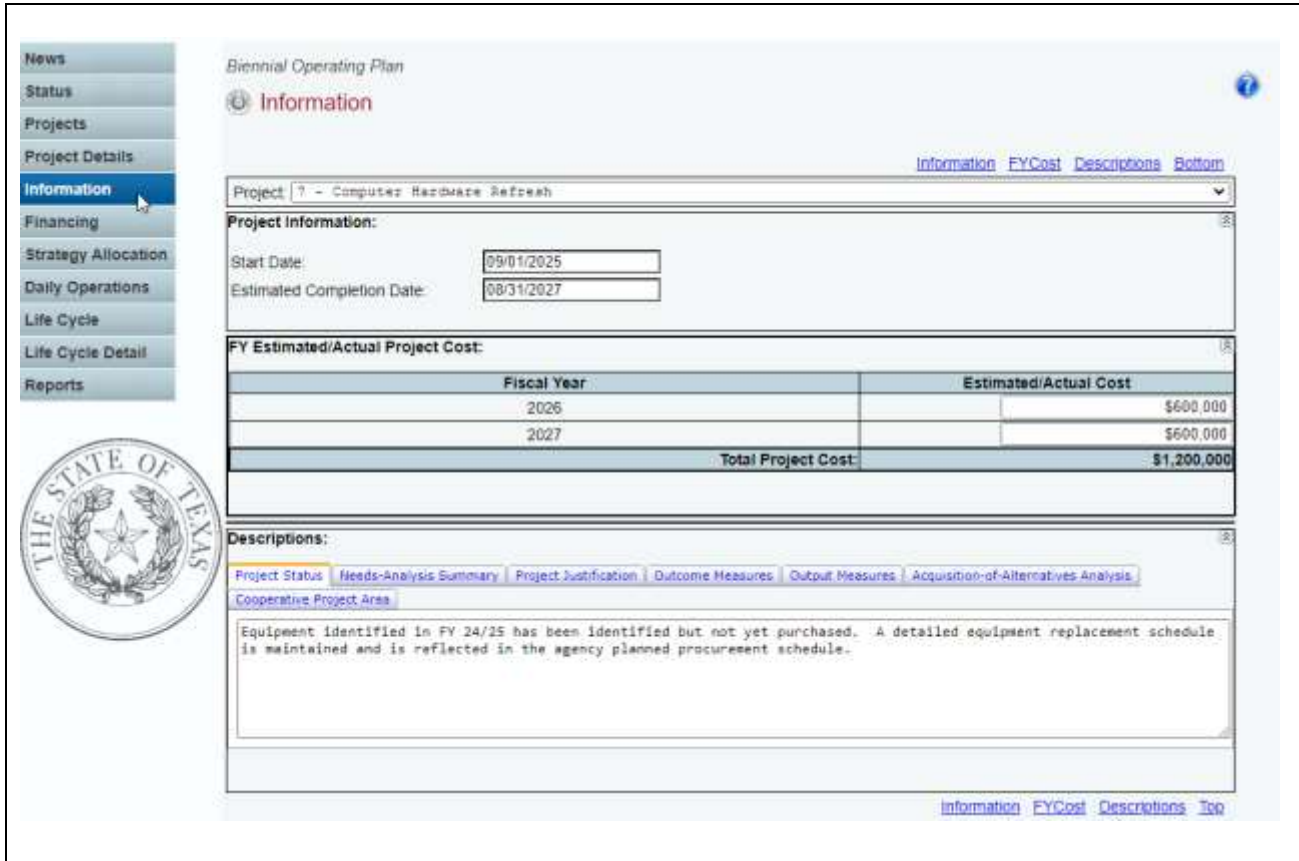 News
Status
Projects
Project Details
Information
Financing
Strategy Allocation
Daily Operations
Life Cycle
Life Cycle Detail
Reports
THE STATE OF TEXAS
Biennial Operating Plan
Information
Information FYCost Descriptions Bottom
Project 7 - Computer Hardware Refresh
Project Information:
Start Date: 09/01/2025
Estimated Completion Date: 08/31/2027
FY Estimated/Actual Project Cost:
Fiscal Year Estimated/Actual Cost
2026 $600,000
2027 $600,000
Total Project Cost: $1,200,000
Descriptions:
Project Status Needs-Analysis Summary Project Justification Outcome Measures Output Measures Acquisition-of-Alternatives Analysis
Cooperative Project Area
Equipment identified in FY 24/25 has been identified but not yet purchased. A detailed equipment replacement schedule
is maintained and is reflected in the agency planned procurement schedule.
Information FYCost Descriptions Top